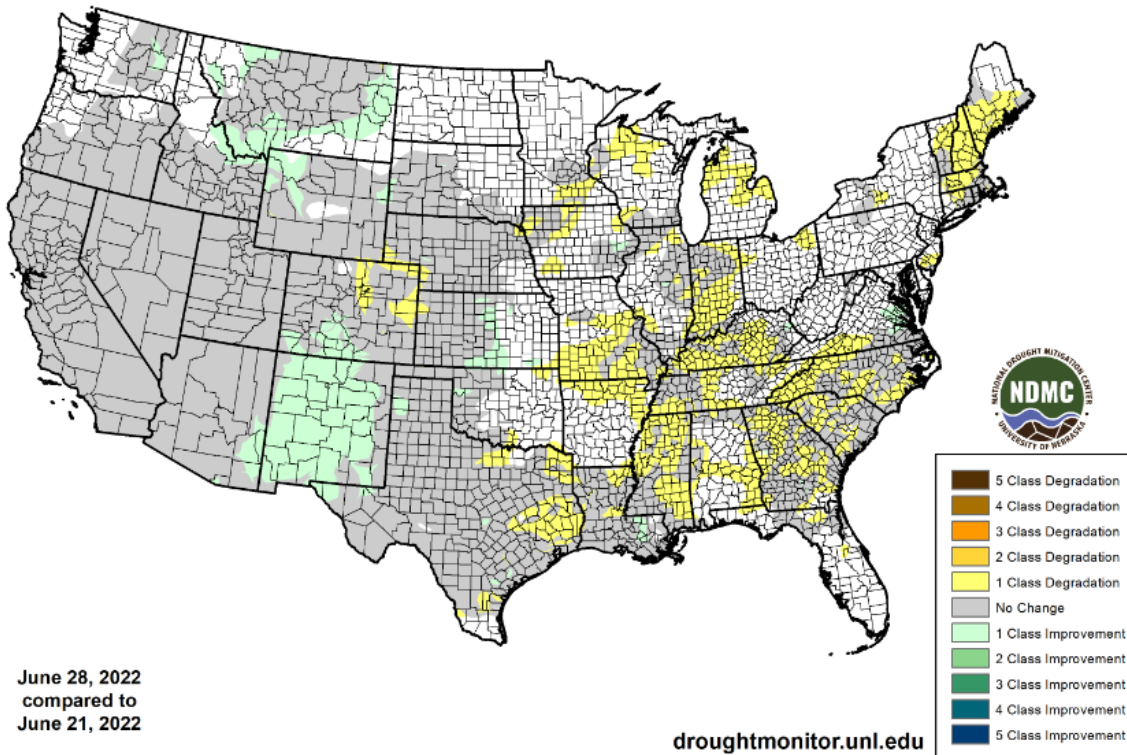 NATIONAL DROUGHT MITIGATION CENTER
NDMC
UNIVERSITY OF NEBRASKA
5 Class Degradation
4 Class Degradation
3 Class Degradation
2 Class Degradation
1 Class Degradation
No Change
1 Class Improvement
2 Class Improvement
3 Class Improvement
4 Class Improvement
5 Class Improvement
June 28, 2022
compared to
June 21, 2022
droughtmonitor.unl.edu